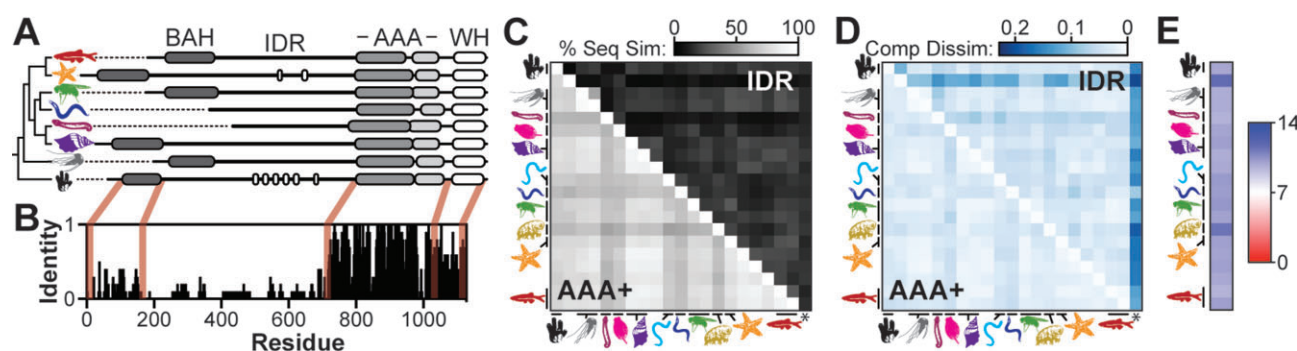 A
BAH
IDR
- AAA -
WH
B
Identity
1
0
0
200
400
600
800
1000
Residue
C
0
50
100
% Seq Sim:
IDR
AAA+
*
D
0.2
0.1
0
Comp Dissim:
IDR
AAA+
*
E
14
7
0